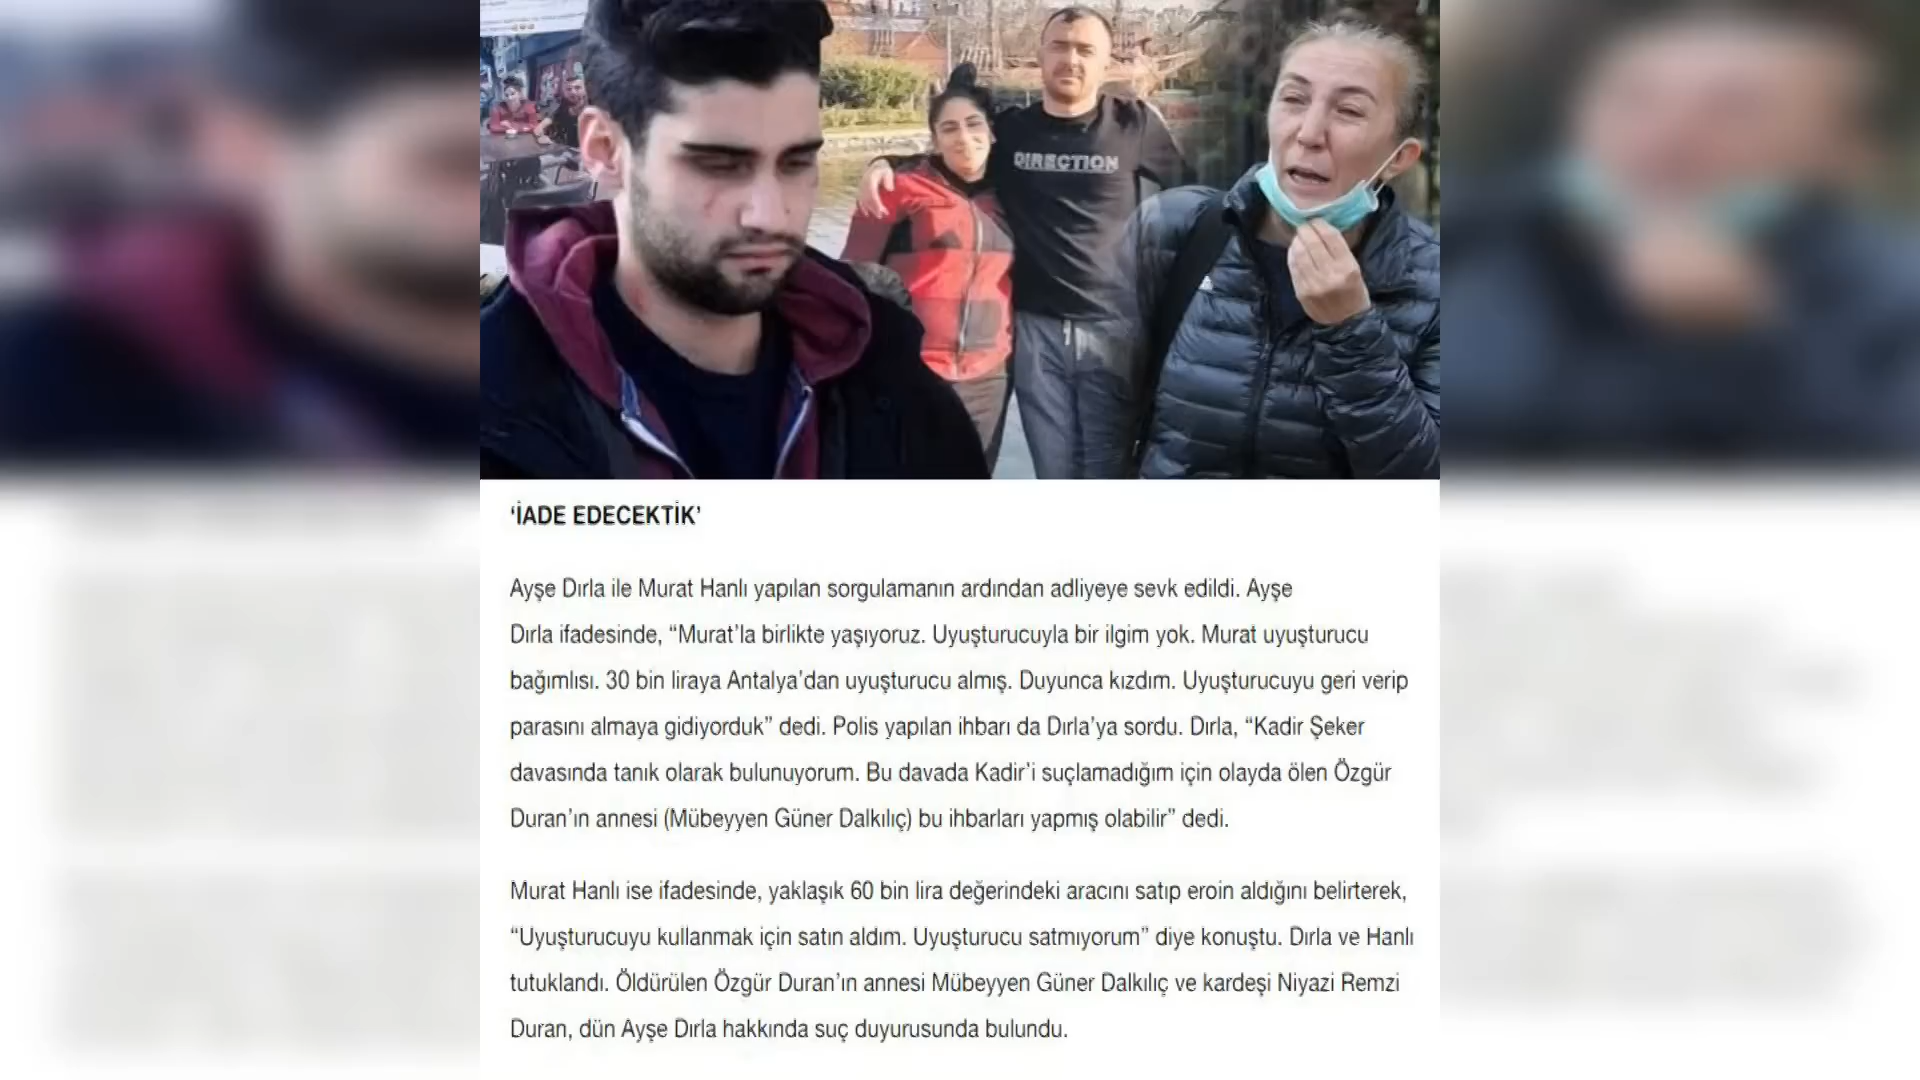 DIRECTION
‘İADE EDECEKTİK’
Ayşe Dırla ile Murat Hanlı yapılan sorgulamanın ardından adliyeye sevk edildi. Ayşe
Dırla ifadesinde, “Murat’la birlikte yaşıyoruz. Uyuşturucuyla bir ilgim yok. Murat uyuşturucu
bağımlısı. 30 bin liraya Antalya’dan uyuşturucu almış. Duyunca kızdım. Uyuşturucuyu geri verip
parasını almaya gidiyorduk” dedi. Polis yapılan ihbarı da Dırla’ya sordu. Dırla, “Kadir Şeker
davasında tanık olarak bulunuyorum. Bu davada Kadir’i suçlamadığım için olayda ölen Özgür
Duran’ın annesi (Mübeyyen Güner Dalkılıç) bu ihbarları yapmış olabilir” dedi.
Murat Hanlı ise ifadesinde, yaklaşık 60 bin lira değerindeki aracını satıp eroin aldığını belirterek,
“Uyuşturucuyu kullanmak için satın aldım. Uyuşturucu satmıyorum” diye konuştu. Dırla ve Hanlı
tutuklandı. Öldürülen Özgür Duran’ın annesi Mübeyyen Güner Dalkılıç ve kardeşi Niyazi Remzi
Duran, dün Ayşe Dırla hakkında suç duyurusunda bulundu.